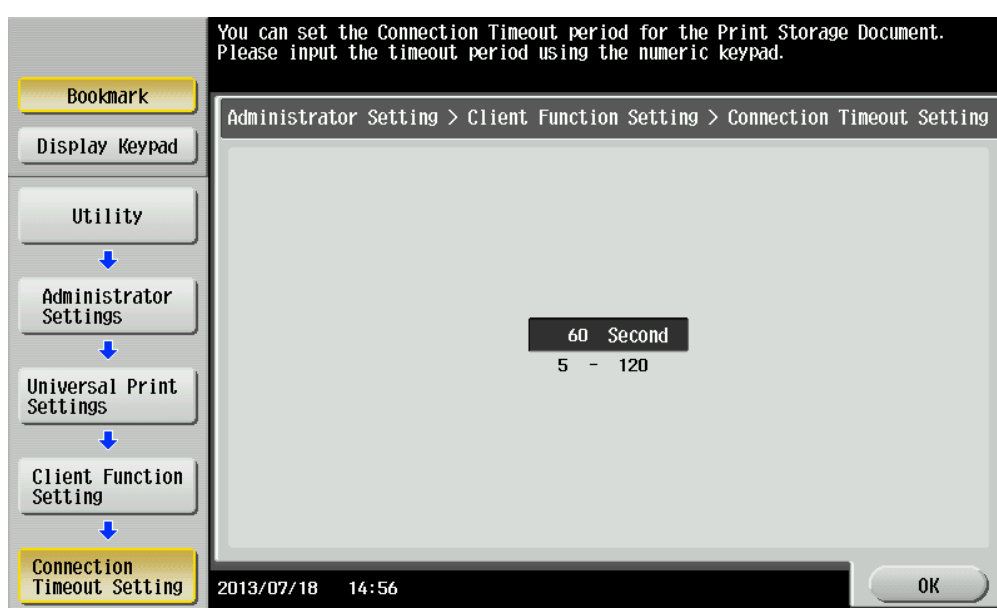 You can set the Connection Timeout period for the Print Storage Document.
Please input the timeout period using the numeric keypad.
Bookmark
Display Keypad
Administrator Setting > Client Function Setting > Connection Timeout Setting
Utility
Administrator
Settings
Universal Print
Settings
Client Function
Setting
Connection
Timeout Setting
60 Second
5 - 120
2013/07/18 14:56
OK